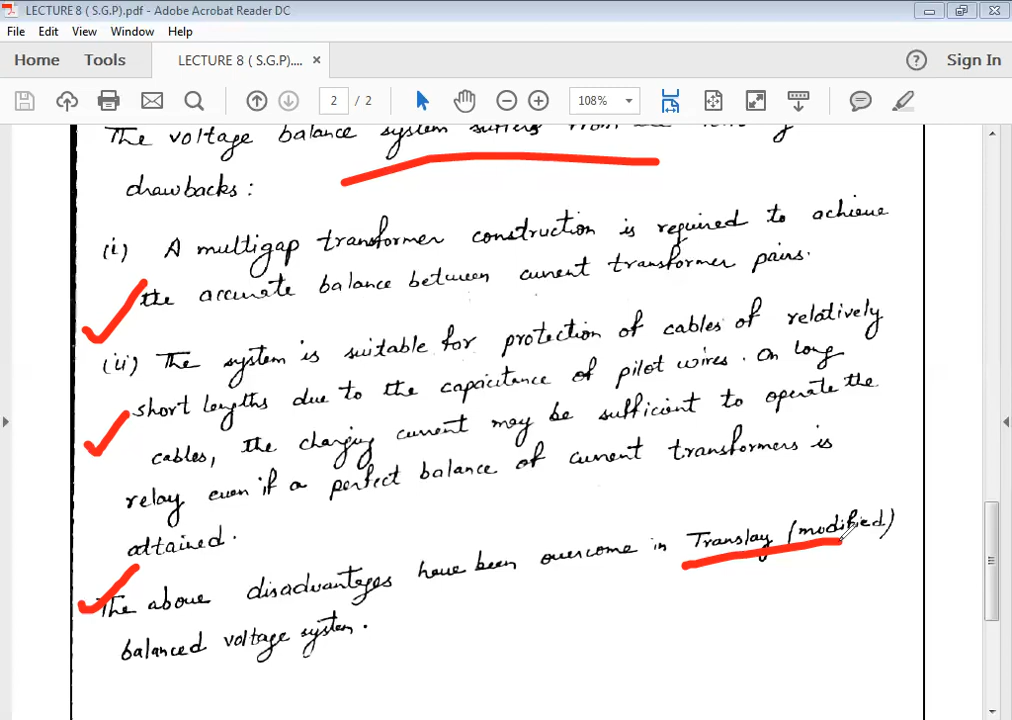 LECTURE 8 ( S.G.P).pdf - Adobe Acrobat Reader DC
File Edit View Window Help
Home Tools LECTURE 8 ( S.G.P).... × ? Sign In
2 / 2 108%
The voltage balance system suffers from
drawbacks :
(i) A multigap transformer construction is required to achieve
the accurate balance between current transformer pairs.
(ii) The system is suitable for protection of cables of relatively
short lengths due to the capacitance of pilot wires. On long
cables, the charging current may be sufficient to operate the
relay even if a perfect balance of current transformers is
attained.
The above disadvantages have been overcome in Translay (modified)
balanced voltage system.